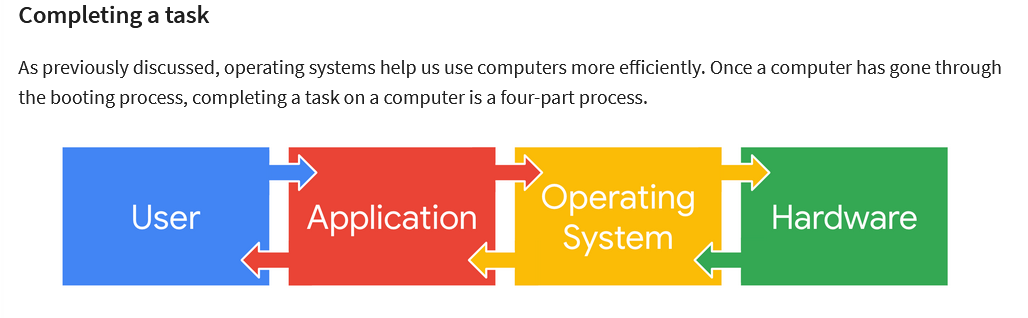 Completing a task
As previously discussed, operating systems help us use computers more efficiently. Once a computer has gone through
the booting process, completing a task on a computer is a four-part process.
User
Application
Operating
System
Hardware